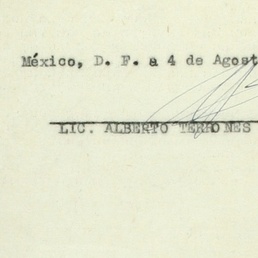 México, D. F. a 4 de Agost
LIC. ALBERTO TERRONES